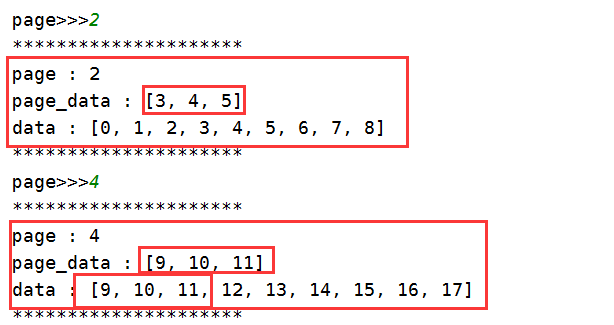 page>>>2
*********************
page : 2
page_data : [3, 4, 5]
data : [0, 1, 2, 3, 4, 5, 6, 7, 8]
*********************
page>>>4
*********************
page : 4
page_data : [9, 10, 11]
data : [9, 10, 11, 12, 13, 14, 15, 16, 17]
*********************